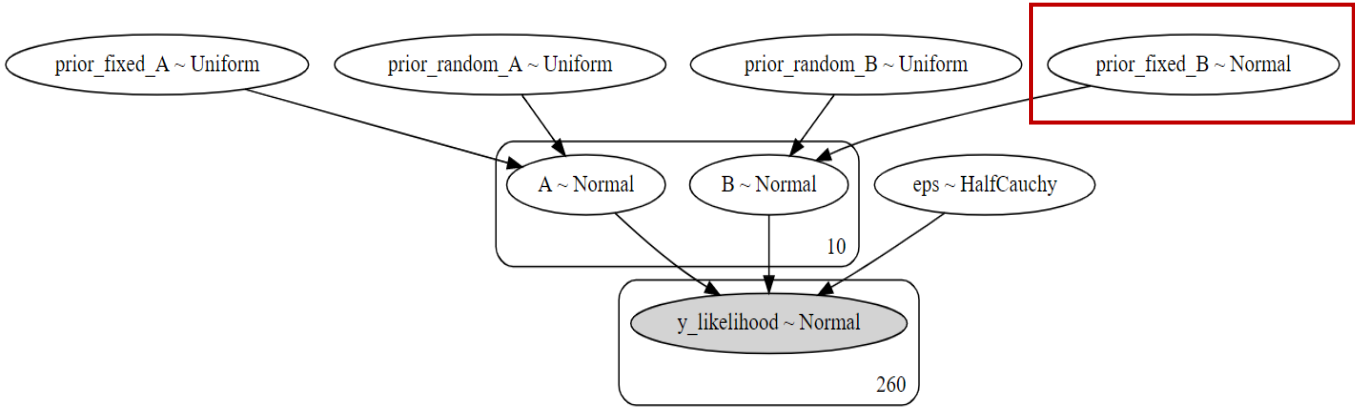 prior_fixed_A ~ Uniform
prior_random_A ~ Uniform
prior_random_B ~ Uniform
prior_fixed_B ~ Normal
A ~ Normal
B ~ Normal
eps ~ HalfCauchy
10
y_likelihood ~ Normal
260